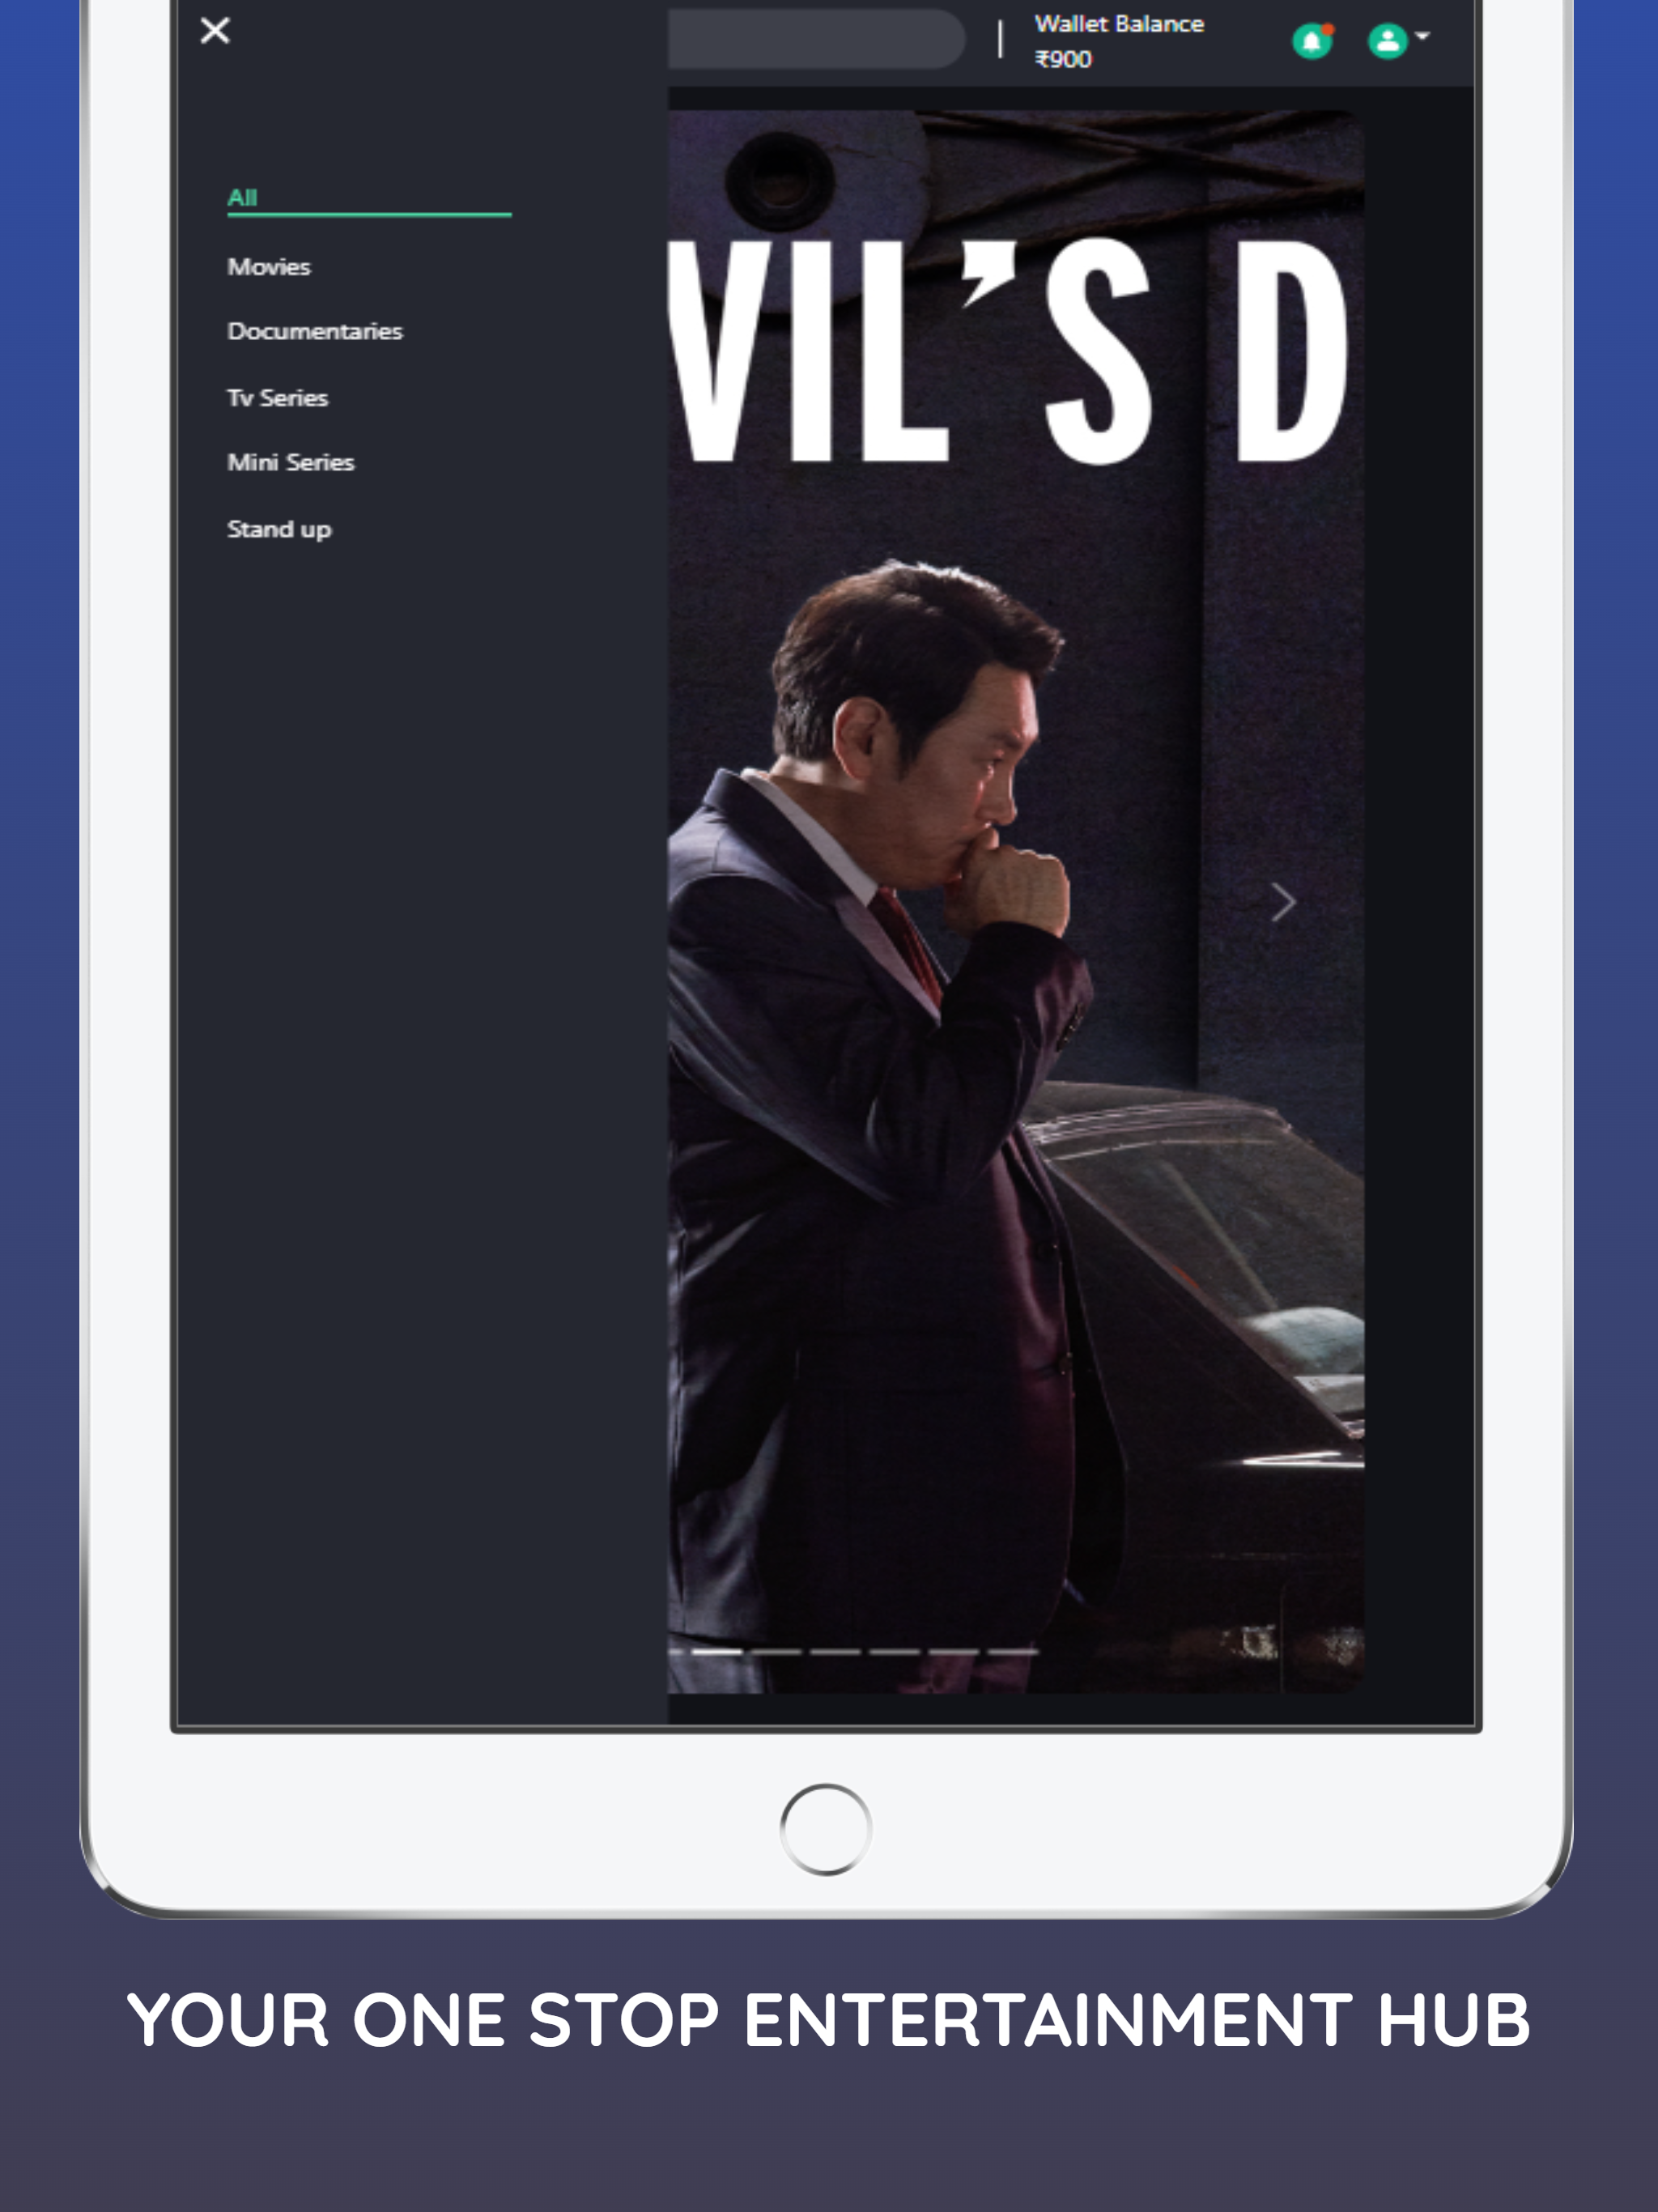 Wallet Balance
₹900
All
Movies
Documentaries
Tv Series
Mini Series
Stand up
VIL'S D
YOUR ONE STOP ENTERTAINMENT HUB